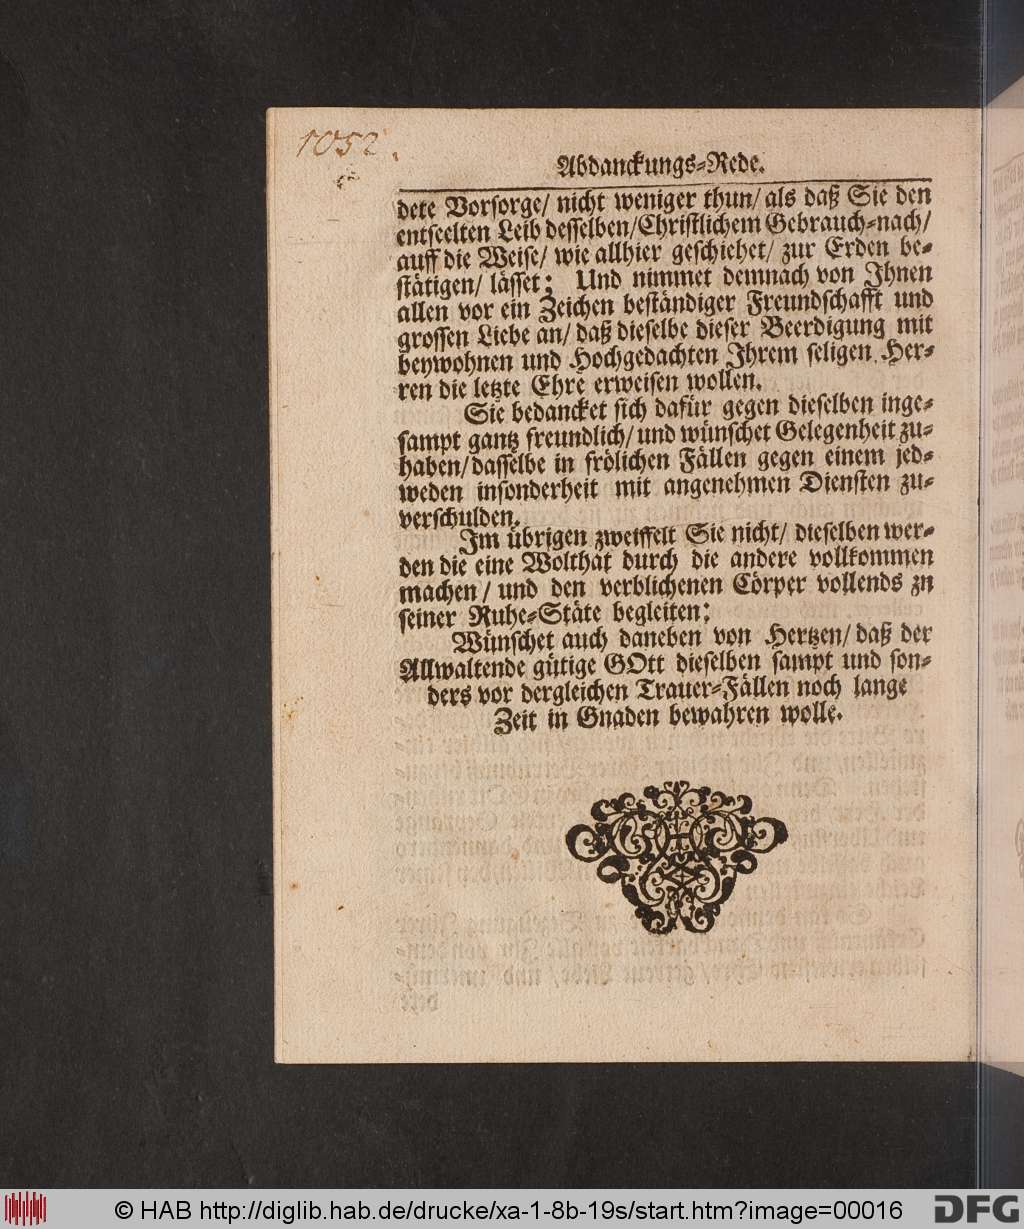 1052
Abdanckungs-Rede.
dete Vorsorge/ nicht weniger thun/ als daß Sie den
entseelten Leib desselben/ Christlichem Gebrauch-nach/
auff die Weise/ wie allhier geschiehet/ zur Erden be-
stätigen/ lässet; Und nimmet demnach von Ihnen
allen vor ein Zeichen beständiger Freundschafft und
grossen Liebe an/ daß dieselbe dieser Beerdigung mit
beywohnen und Hochgedachten Ihrem seligen Her-
ren die letzte Ehre erweisen wollen.
Sie bedancket sich dafür gegen dieselben inge-
sampt gantz freundlich/ und wünschet Gelegenheit zu-
haben/ dasselbe in frölichen Fällen gegen einem jed-
weden insonderheit mit angenehmen Diensten zu-
verschulden.
Im übrigen zweiffelt Sie nicht/ dieselben wer-
den die eine Wolthat durch die andere vollkommen
machen/ und den verblichenen Cörper vollends zu
seiner Ruhe-Stäte begleiten;
Wünschet auch daneben von Hertzen/ daß der
Allwaltende gütige GOtt dieselben sampt und son-
ders vor dergleichen Trauer-Fällen noch lange
Zeit in Gnaden bewahren wolle.
© HAB http://diglib.hab.de/drucke/xa-1-8b-19s/start.htm?image=00016
DFG